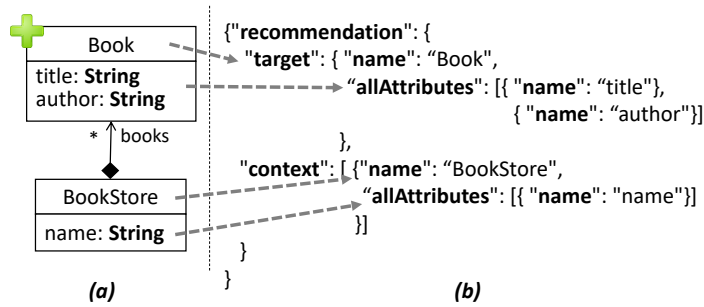 Book
title: String
author: String
* books
BookStore
name: String
(a)
{"recommendation": {
"target": { "name": “Book”,
“allAttributes": [{ "name": “title”},
{ "name": “author”}]
},
"context": [ {"name": “BookStore”,
“allAttributes": [{ "name": "name”}]
}]
}
}
(b)